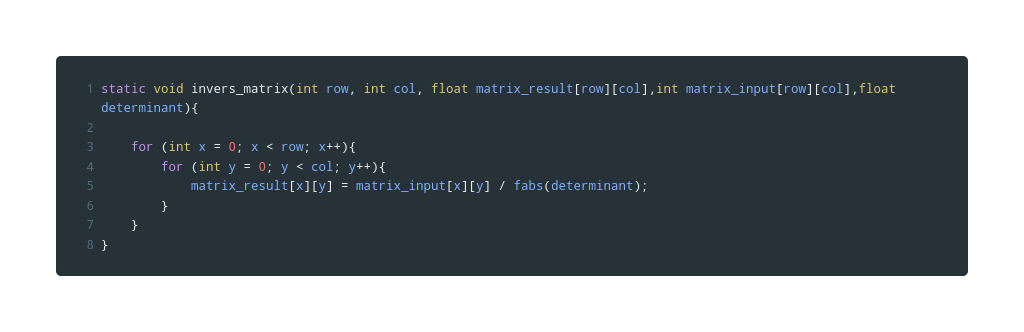 1 static void invers_matrix(int row, int col, float matrix_result[row][col],int matrix_input[row][col],float
determinant){
2
3     for (int x = 0; x < row; x++){
4         for (int y = 0; y < col; y++){
5             matrix_result[x][y] = matrix_input[x][y] / fabs(determinant);
6         }
7     }
8 }